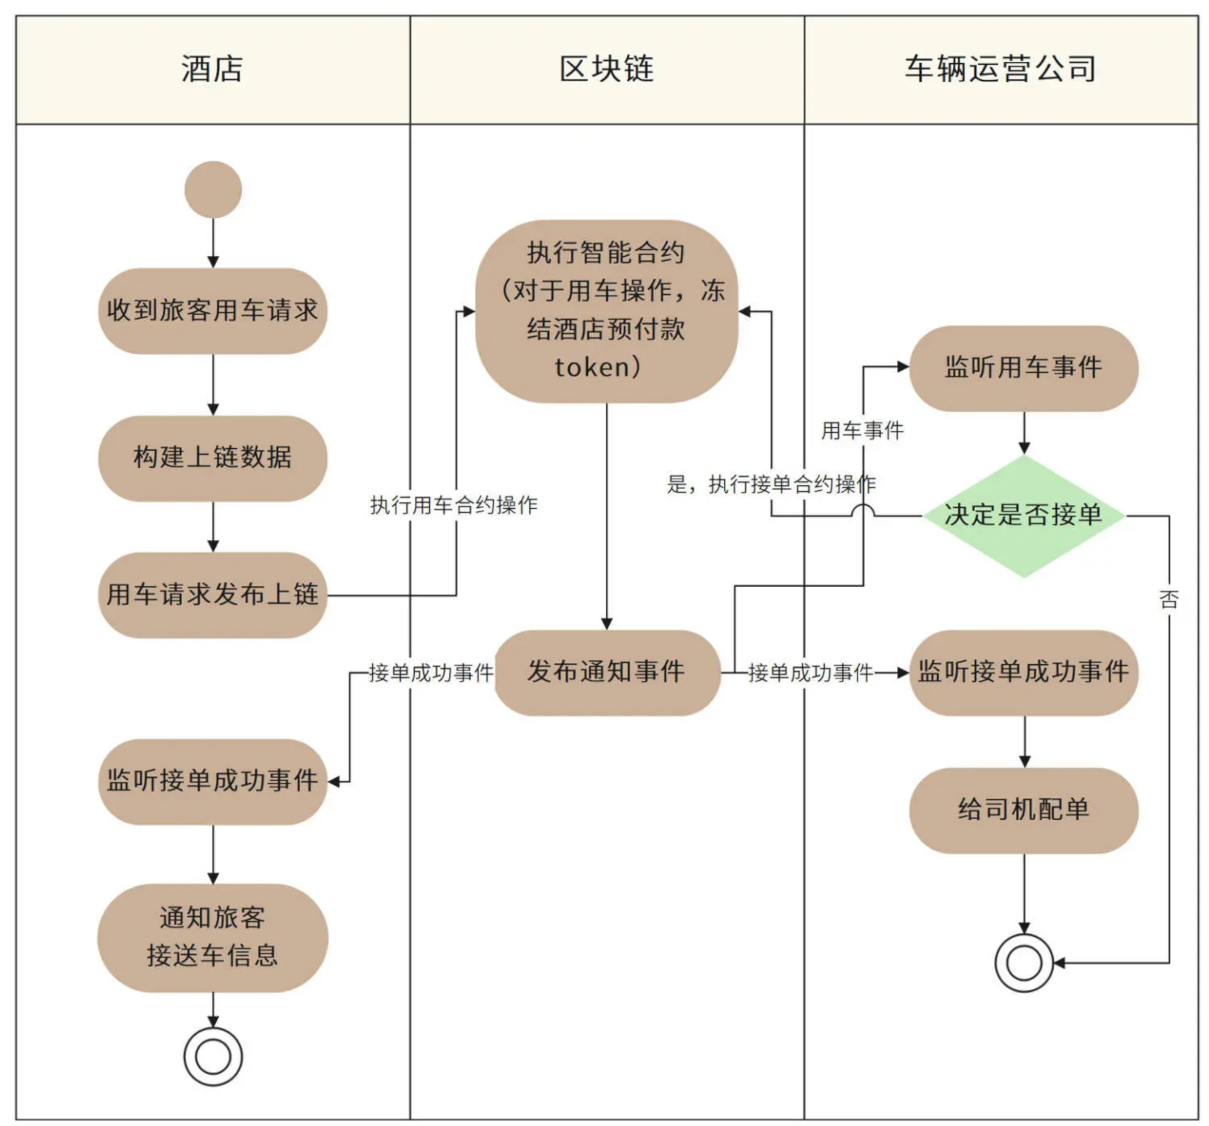 酒店
区块链
车辆运营公司
收到旅客用车请求
构建上链数据
用车请求发布上链
执行用车合约操作
执行智能合约
（对于用车操作，冻
结酒店预付款
token）
用车事件
监听用车事件
是，执行接单合约操作
决定是否接单
否
接单成功事件
发布通知事件
接单成功事件
监听接单成功事件
监听接单成功事件
给司机配单
通知旅客
接送车信息